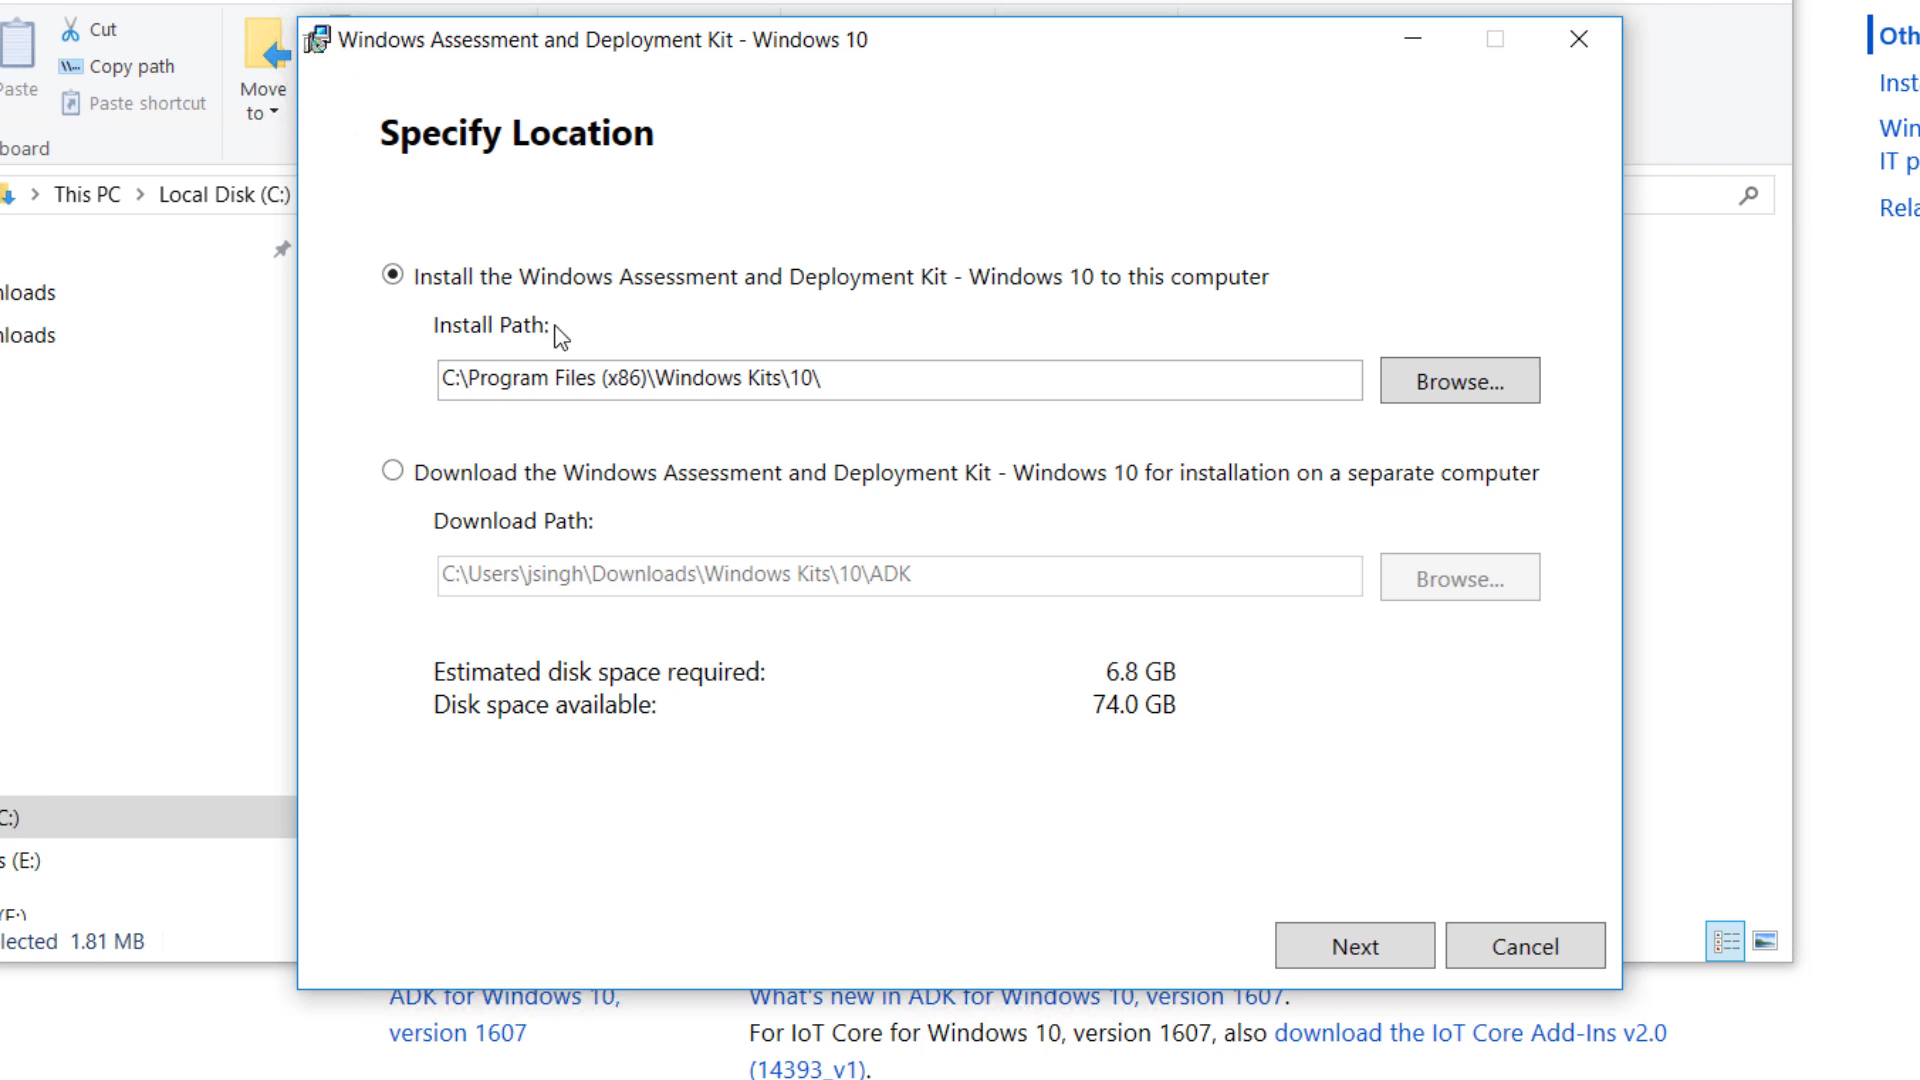 Cut
Copy path
Paste shortcut
Paste
Move
to
board
This PC
Local Disk (C:)
nloads
nloads
C:)
s (E:)
(F:)
lected 1.81 MB
Windows Assessment and Deployment Kit - Windows 10
Specify Location
Install the Windows Assessment and Deployment Kit - Windows 10 to this computer
Install Path:
C:\Program Files (x86)\Windows Kits\10\
Browse...
Download the Windows Assessment and Deployment Kit - Windows 10 for installation on a separate computer
Download Path:
C:\Users\jsingh\Downloads\Windows Kits\10\ADK
Browse...
Estimated disk space required: 6.8 GB
Disk space available: 74.0 GB
Next
Cancel
Oth
Inst
Win
IT p
Rela
ADK for Windows 10,
version 1607
What's new in ADK for Windows 10, version 1607.
For IoT Core for Windows 10, version 1607, also download the IoT Core Add-Ins v2.0
(14393_v1).